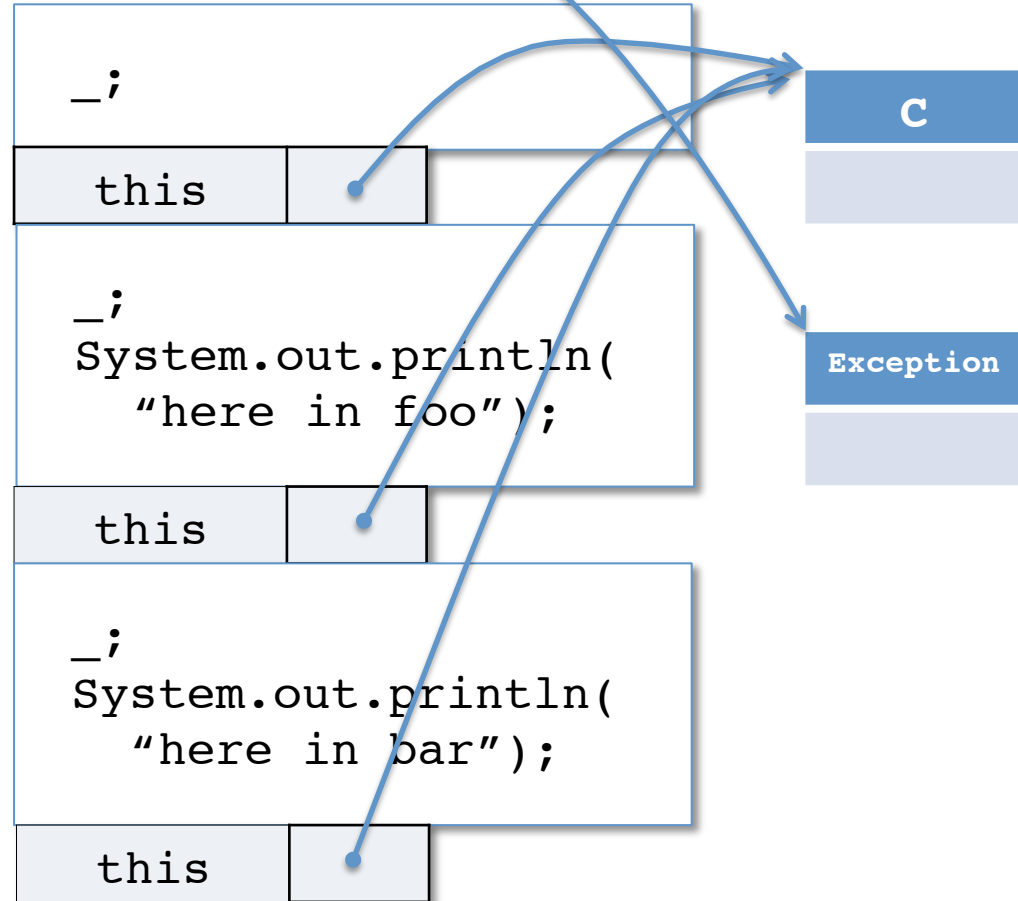 _;
C
this
_;
System.out.println(
“here in foo");
Exception
this
_;
System.out.println(
“here in bar");
this